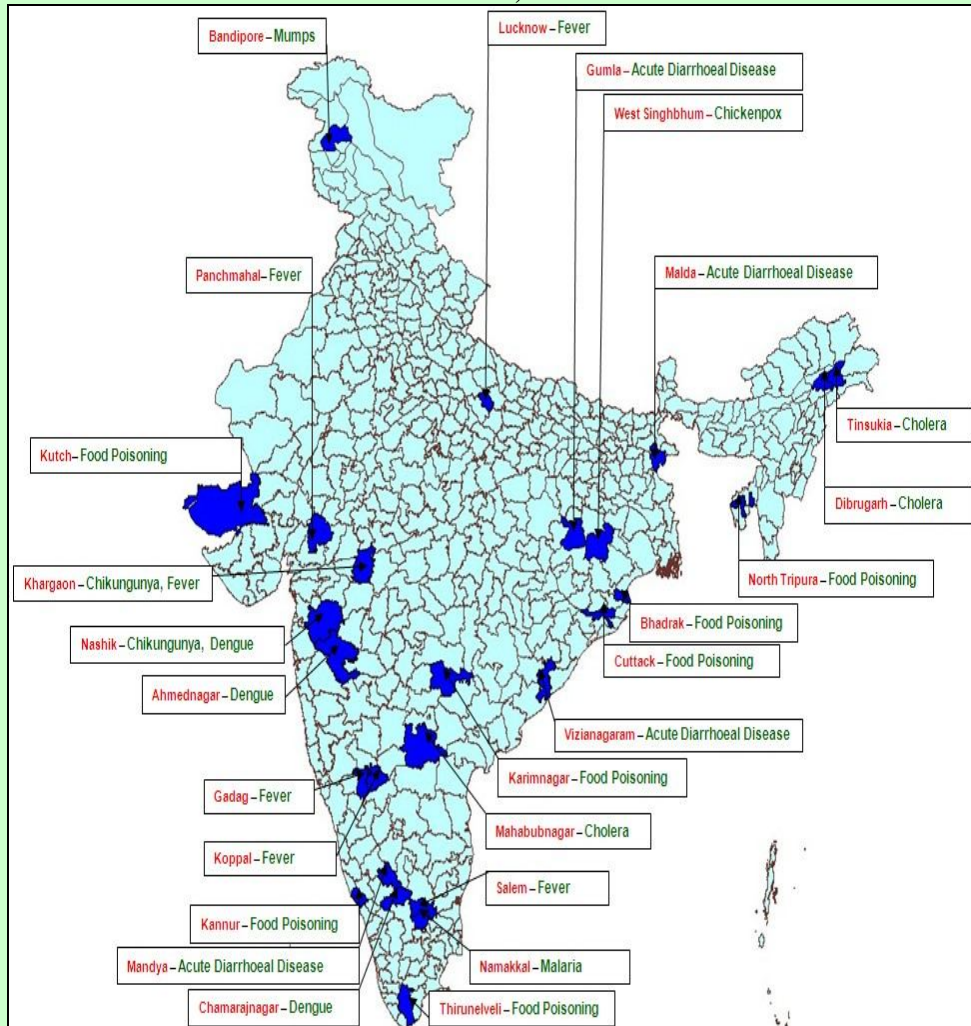 Lucknow – Fever
Bandipore – Mumps
Gumla – Acute Diarrhoeal Disease
West Singhbhum – Chickenpox
Panchmahal– Fever
Malda – Acute Diarrhoeal Disease
Tinsukia – Cholera
Kutch– Food Poisoning
Dibrugarh – Cholera
Khargaon – Chikungunya, Fever
North Tripura – Food Poisoning
Bhadrak – Food Poisoning
Nashik – Chikungunya, Dengue
Cuttack – Food Poisoning
Ahmednagar – Dengue
Vizianagaram – Acute Diarrhoeal Disease
Karimnagar – Food Poisoning
Gadag – Fever
Mahabubnagar – Cholera
Koppal – Fever
Salem – Fever
Kannur – Food Poisoning
Mandya – Acute Diarrhoeal Disease
Namakkal – Malaria
Chamarajnagar – Dengue
Thirunelveli – Food Poisoning